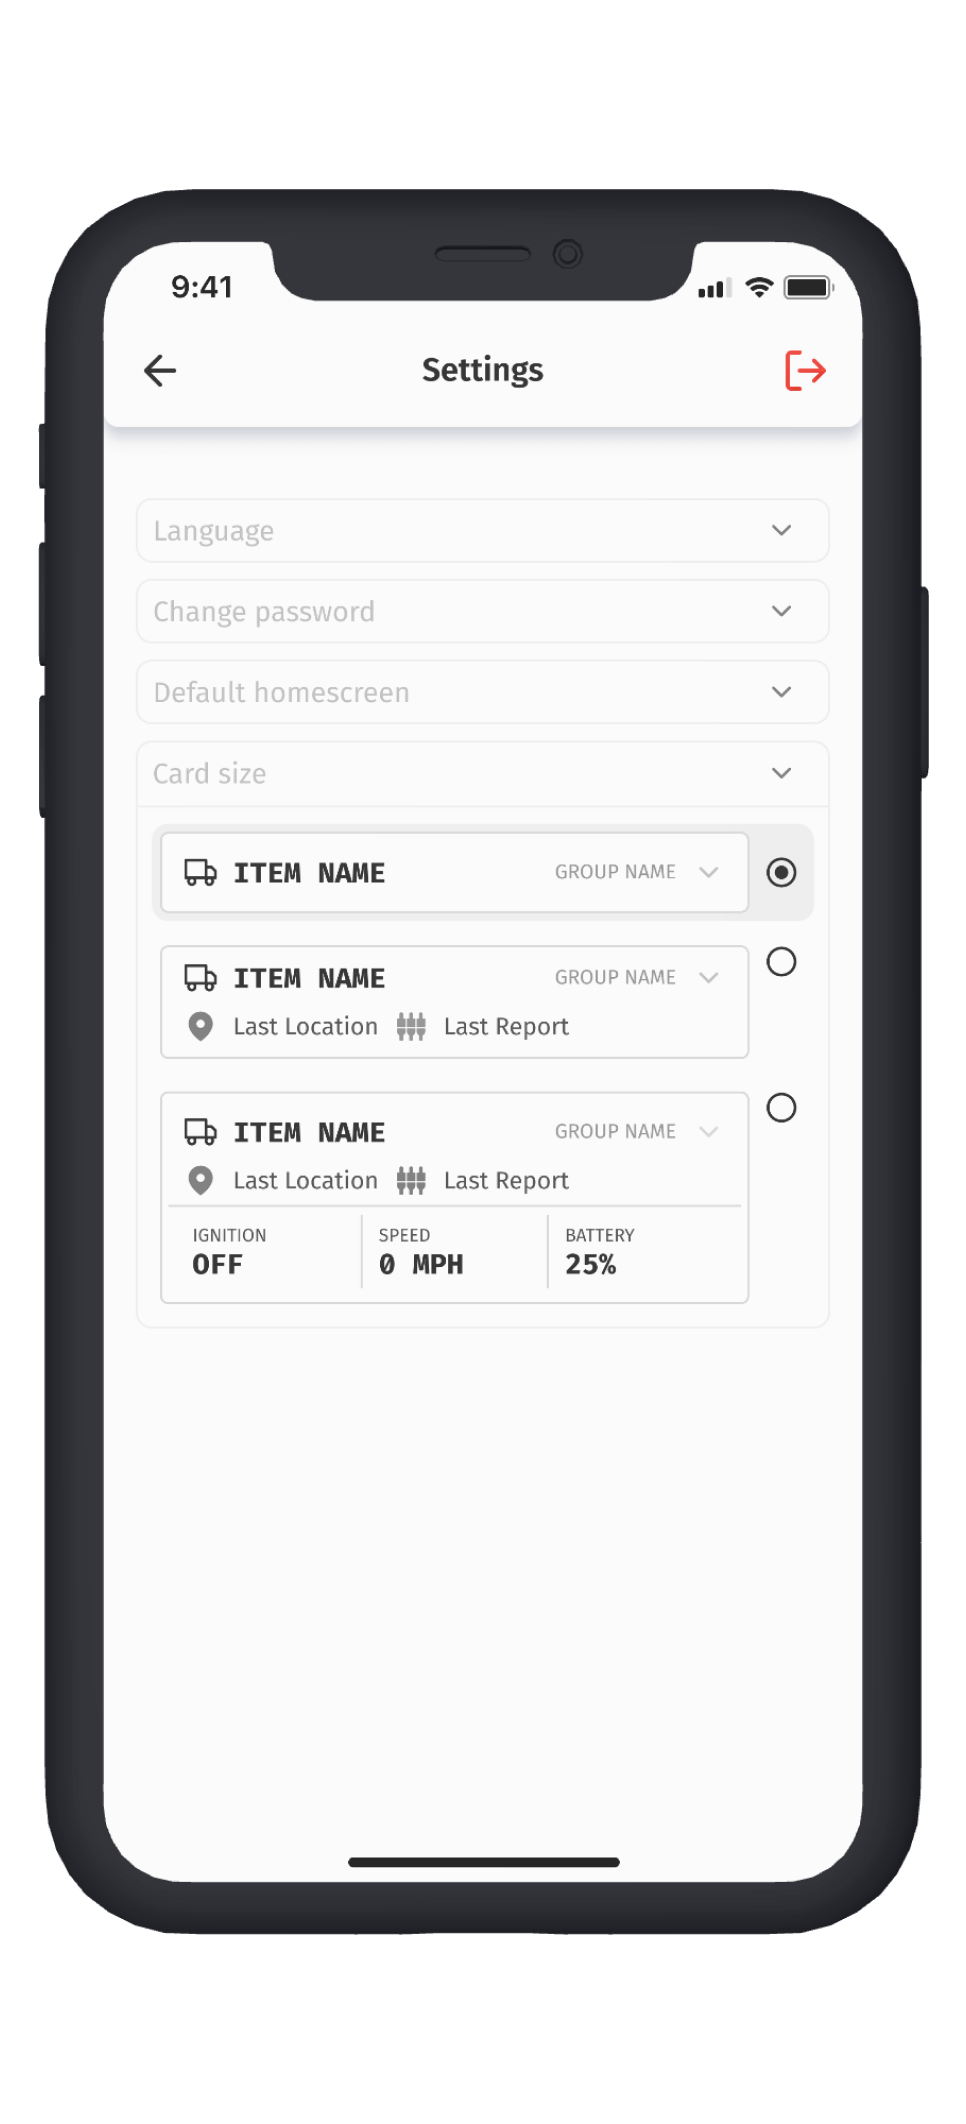 9:41
Settings
Language
Change password
Default homescreen
Card size
ITEM NAME GROUP NAME
ITEM NAME GROUP NAME
Last Location Last Report
ITEM NAME GROUP NAME
Last Location Last Report
IGNITION SPEED BATTERY
OFF 0 MPH 25%